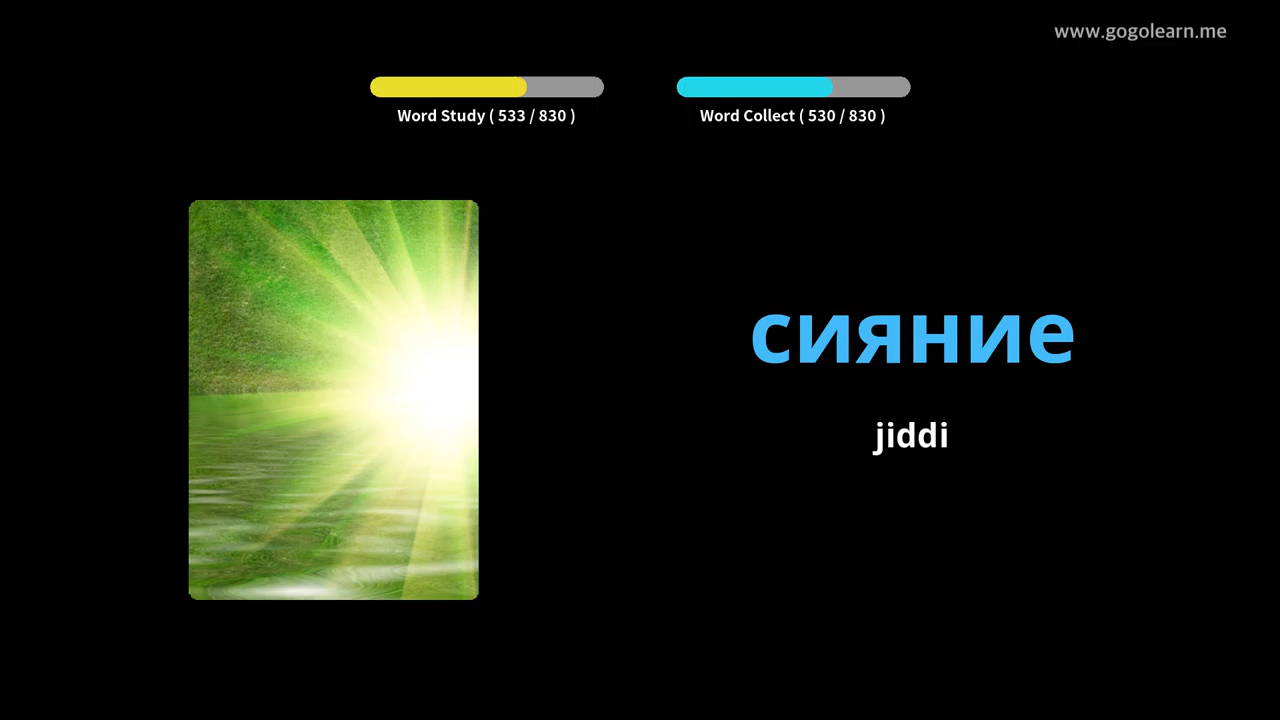 www.gogolearn.me
Word Study ( 533 / 830 )
Word Collect ( 530 / 830 )
сияние
jiddi